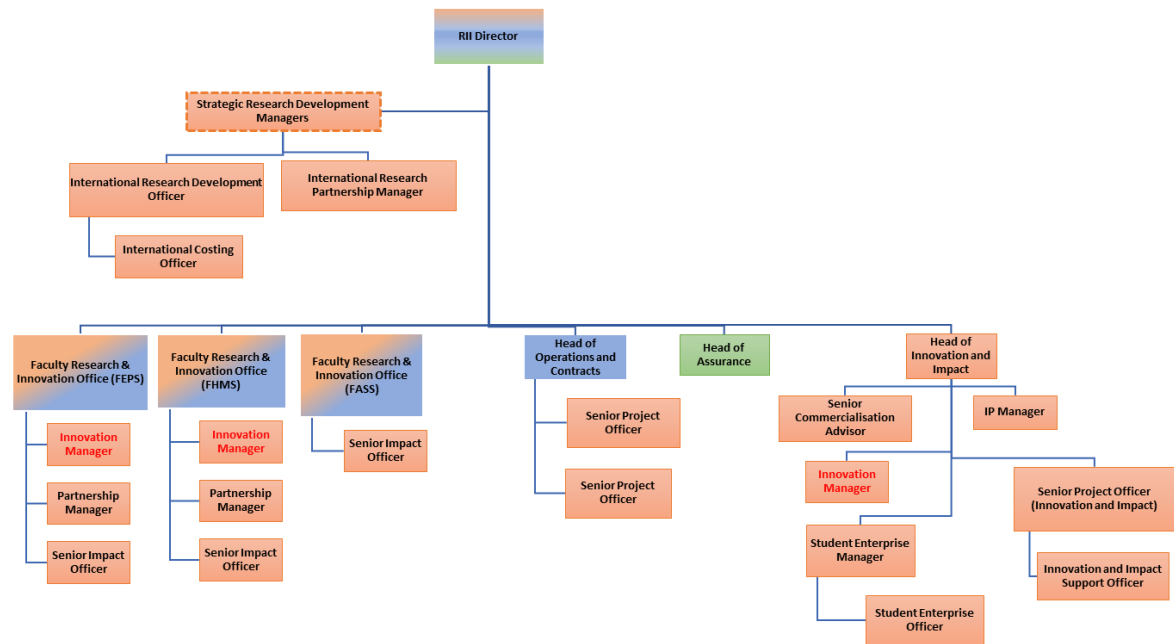 RII Director
Strategic Research Development
Managers
International Research Development
Officer
International Research
Partnership Manager
International Costing
Officer
Faculty Research &
Innovation Office (FEPS)
Innovation
Manager
Partnership
Manager
Senior Impact
Officer
Faculty Research &
Innovation Office
(FHMS)
Innovation
Manager
Partnership
Manager
Senior Impact
Officer
Faculty Research &
Innovation Office
(FASS)
Senior Impact
Officer
Head of
Operations and
Contracts
Senior Project
Officer
Senior Project
Officer
Head of
Assurance
Head of
Innovation and
Impact
Senior
Commercialisation
Advisor
IP Manager
Innovation
Manager
Senior Project Officer
(Innovation and Impact)
Student Enterprise
Manager
Innovation and Impact
Support Officer
Student Enterprise
Officer